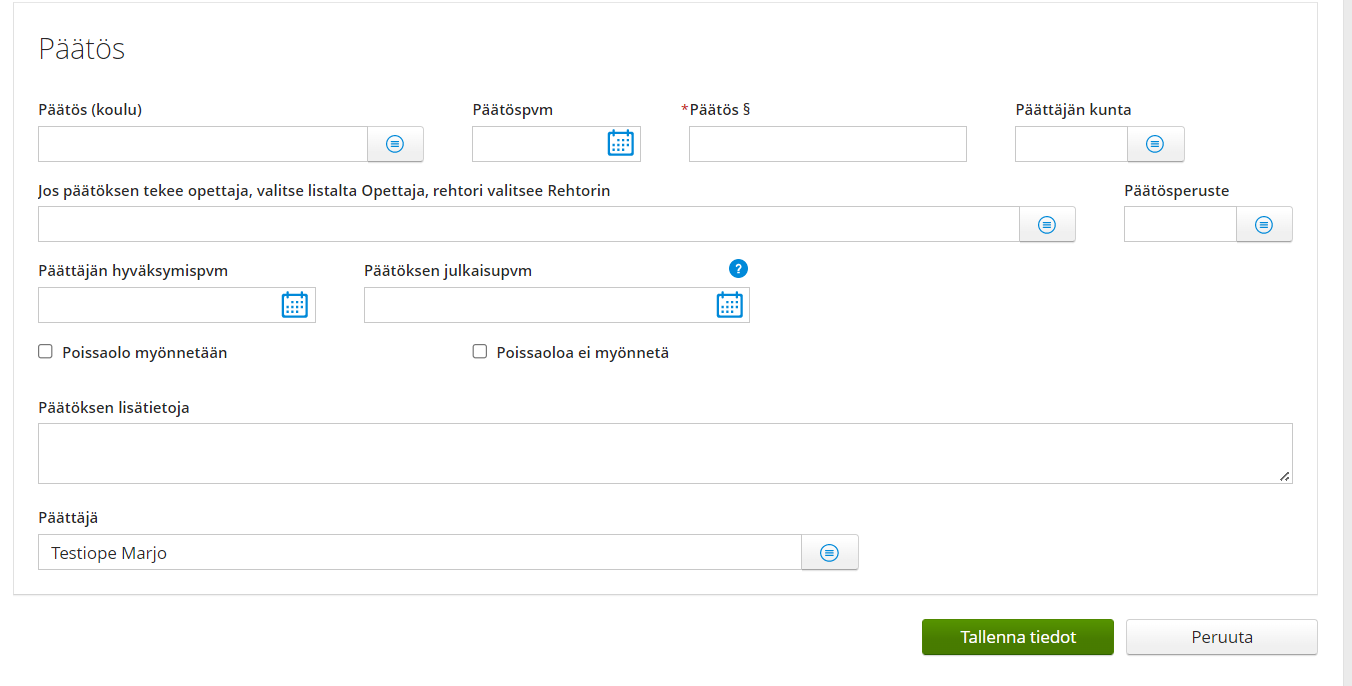 Päätös
Päätös (koulu) Päätöspvm *Päätös § Päättäjän kunta
Jos päätöksen tekee opettaja, valitse listalta Opettaja, rehtori valitsee Rehtorin Päätösperuste
Päättäjän hyväksymispvm Päätöksen julkaisupvm ?
Poissaolo myönnetään Poissaoloa ei myönnetä
Päätöksen lisätietoja
Päättäjä
Testiope Marjo
Tallenna tiedot Peruuta